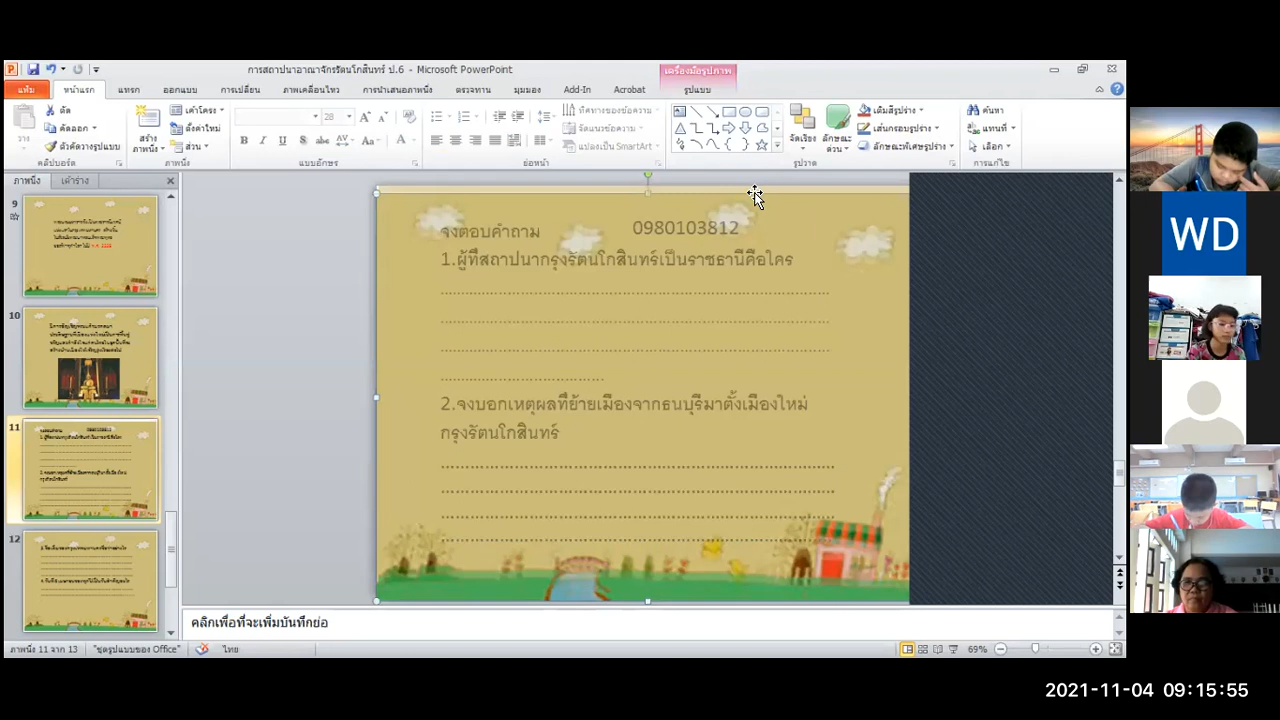 การสถาปนาอาณาจักรรัตนโกสินทร์ ป.6 - Microsoft PowerPoint
เครื่องมือรูปภาพ
แฟ้ม หน้าแรก แทรก ออกแบบ การเปลี่ยน ภาพเคลื่อนไหว การนำเสนอภาพนิ่ง ตรวจทาน มุมมอง Add-In Acrobat รูปแบบ
วาง
ตัด
คัดลอก
ตัวคัดวางรูปแบบ
คลิปบอร์ด
สร้าง
ภาพนิ่ง
เค้าโครง
ตั้งค่าใหม่
ส่วน
ภาพนิ่ง
28
แบบอักษร
ทิศทางของข้อความ
จัดแนวข้อความ
แปลงเป็น SmartArt
ย่อหน้า
จัดเรียง
ลักษณะ
ด่วน
เติมสีรูปร่าง
เส้นกรอบรูปร่าง
ลักษณะพิเศษรูปร่าง
รูปวาด
ค้นหา
แทนที่
เลือก
การแก้ไข
ภาพนิ่ง เค้าร่าง
9
10
11
12
จงตอบคำถาม 0980103812
1.ผู้ที่สถาปนากรุงรัตนโกสินทร์เป็นราชธานีคือใคร
2.จงบอกเหตุผลที่ย้ายเมืองจากธนบุรีมาตั้งเมืองใหม่
กรุงรัตนโกสินทร์
คลิกเพื่อที่จะเพิ่มบันทึกย่อ
ภาพนิ่ง 11 จาก 13 "ชุดรูปแบบของ Office" ไทย 69%
WD
2021-11-04 09:15:55